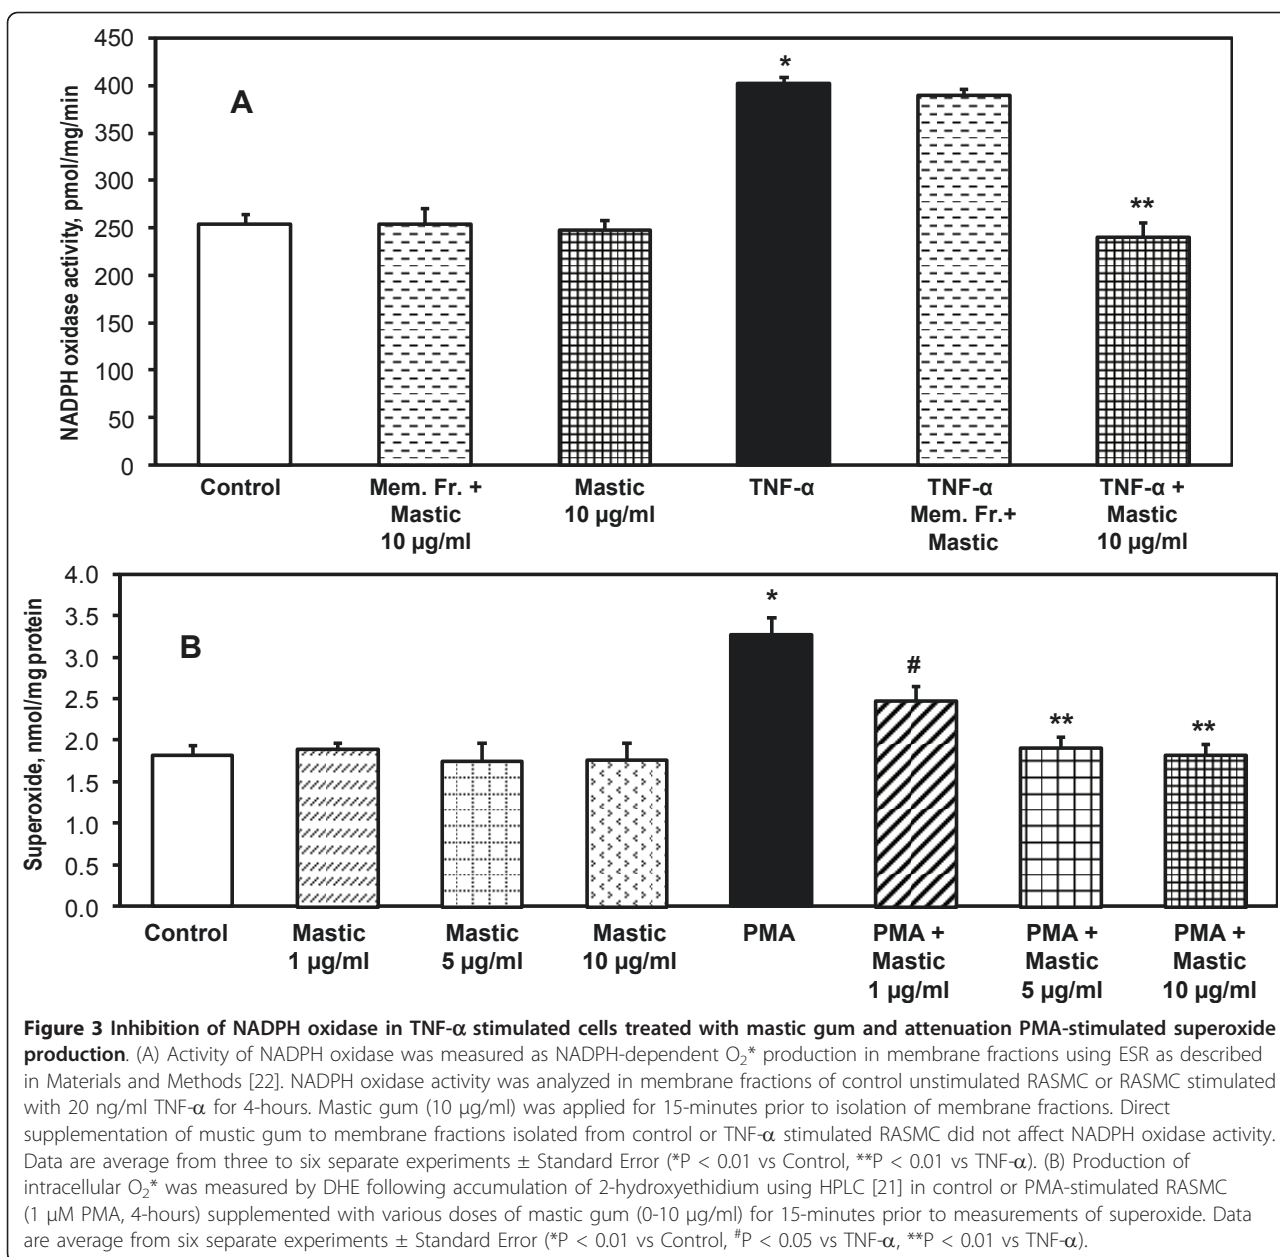 450
400
350
300
250
200
150
100
50
0
NADPH oxidase activity, pmol/mg/min
A
*
**
Control
Mem. Fr. +
Mastic
10 µg/ml
Mastic
10 µg/ml
TNF-α
TNF-α
Mem. Fr.+
Mastic
TNF-α +
Mastic
10 µg/ml
4.0
3.5
3.0
2.5
2.0
1.5
1.0
0.5
0.0
Superoxide, nmol/mg protein
B
*
#
**
**
Control
Mastic
1 µg/ml
Mastic
5 µg/ml
Mastic
10 µg/ml
PMA
PMA +
Mastic
1 µg/ml
PMA +
Mastic
5 µg/ml
PMA +
Mastic
10 µg/ml
Figure 3 Inhibition of NADPH oxidase in TNF-α stimulated cells treated with mastic gum and attenuation PMA-stimulated superoxide
production. (A) Activity of NADPH oxidase was measured as NADPH-dependent O₂* production in membrane fractions using ESR as described
in Materials and Methods [22]. NADPH oxidase activity was analyzed in membrane fractions of control unstimulated RASMC or RASMC stimulated
with 20 ng/ml TNF-α for 4-hours. Mastic gum (10 μg/ml) was applied for 15-minutes prior to isolation of membrane fractions. Direct
supplementation of mustic gum to membrane fractions isolated from control or TNF-α stimulated RASMC did not affect NADPH oxidase activity.
Data are average from three to six separate experiments ± Standard Error (*P < 0.01 vs Control, **P < 0.01 vs TNF-α). (B) Production of
intracellular O₂* was measured by DHE following accumulation of 2-hydroxyethidium using HPLC [21] in control or PMA-stimulated RASMC
(1 μM PMA, 4-hours) supplemented with various doses of mastic gum (0-10 μg/ml) for 15-minutes prior to measurements of superoxide. Data
are average from six separate experiments ± Standard Error (*P < 0.01 vs Control, #P < 0.05 vs TNF-α, **P < 0.01 vs TNF-α).